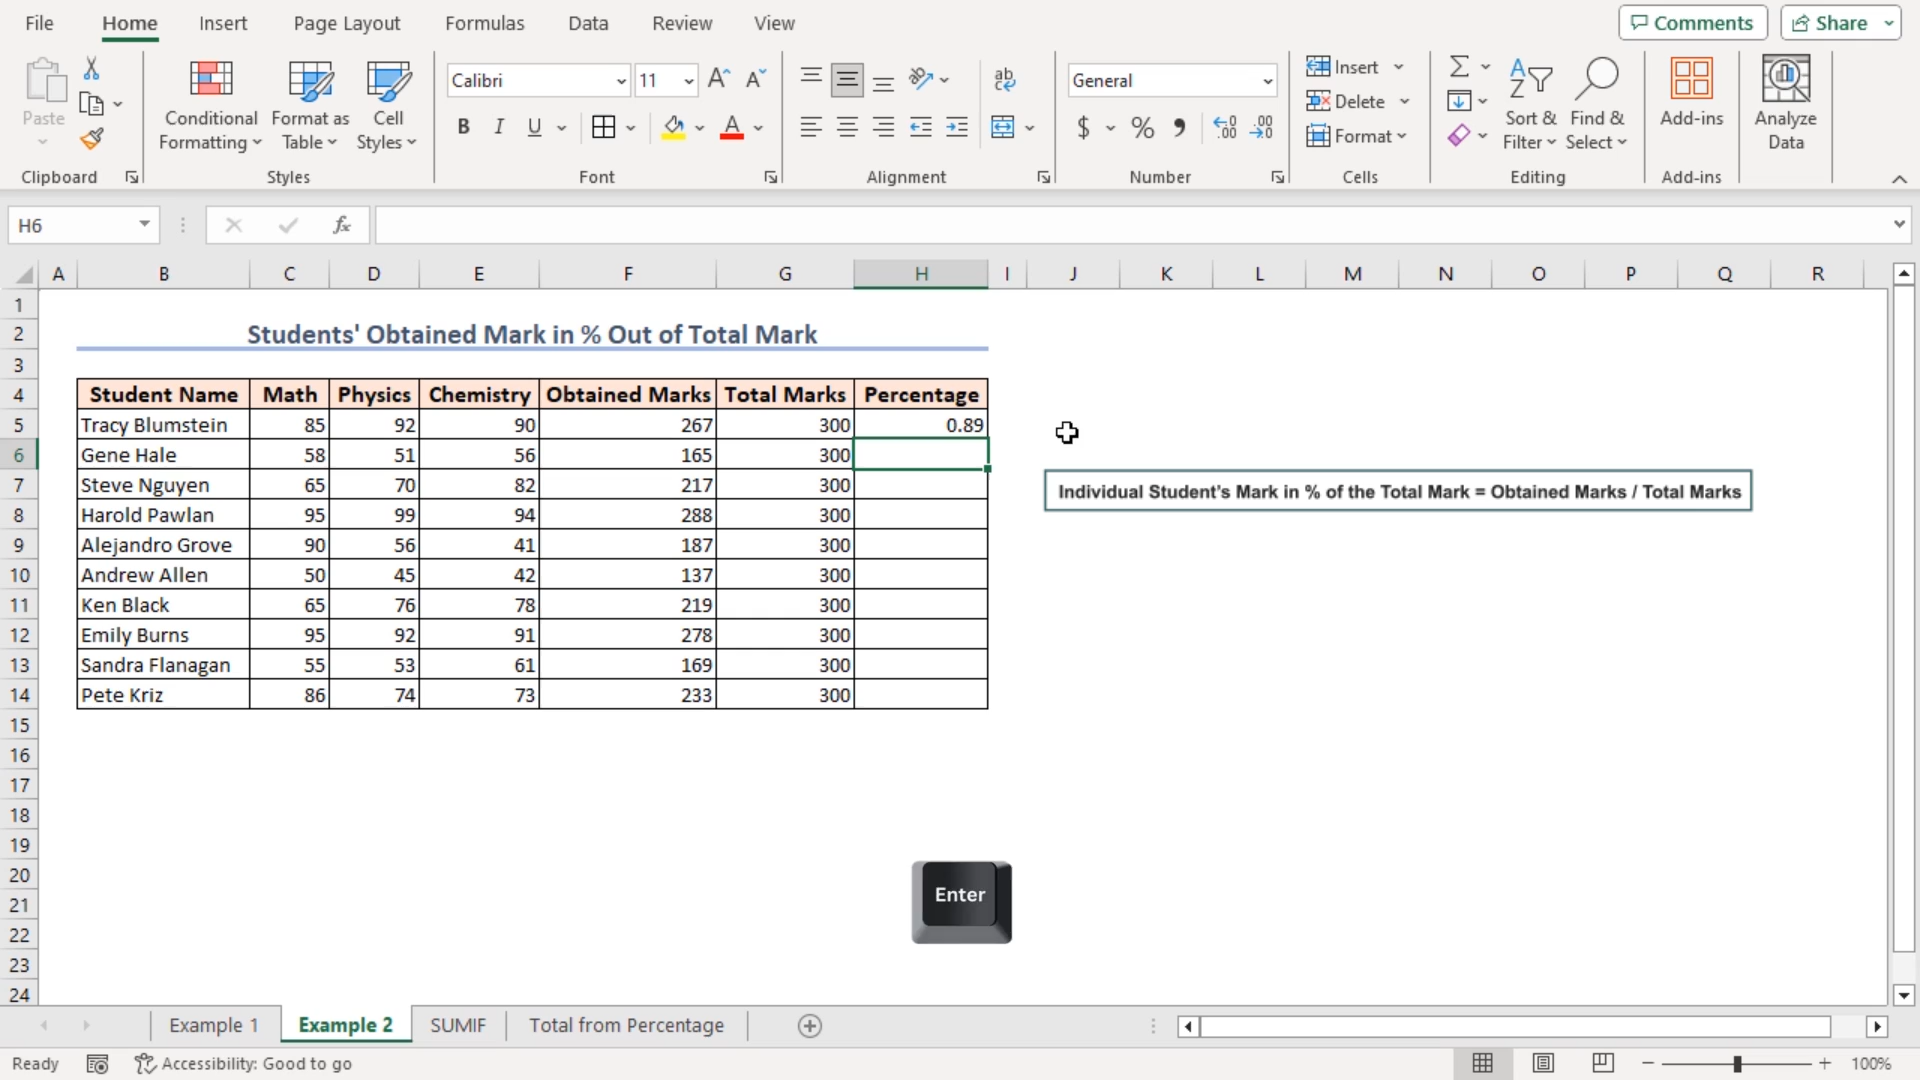 File Home Insert Page Layout Formulas Data Review View Comments Share
Paste
Conditional Formatting
Format as Table
Cell Styles
Calibri 11
General
Insert
Delete
Format
Sort & Filter
Find & Select
Add-ins
Analyze Data
Clipboard Styles Font Alignment Number Cells Editing Add-ins
H6 fx
A B C D E F G H I J K L M N O P Q R
1
2 Students' Obtained Mark in % Out of Total Mark
3
4 Student Name Math Physics Chemistry Obtained Marks Total Marks Percentage
5 Tracy Blumstein 85 92 90 267 300 0.89
6 Gene Hale 58 51 56 165 300
7 Steve Nguyen 65 70 82 217 300
Individual Student's Mark in % of the Total Mark = Obtained Marks / Total Marks
8 Harold Pawlan 95 99 94 288 300
9 Alejandro Grove 90 56 41 187 300
10 Andrew Allen 50 45 42 137 300
11 Ken Black 65 76 78 219 300
12 Emily Burns 95 92 91 278 300
13 Sandra Flanagan 55 53 61 169 300
14 Pete Kriz 86 74 73 233 300
15
16
17
18
19
20
Enter
21
22
23
24
Example 1 Example 2 SUMIF Total from Percentage
Ready Accessibility: Good to go 100%